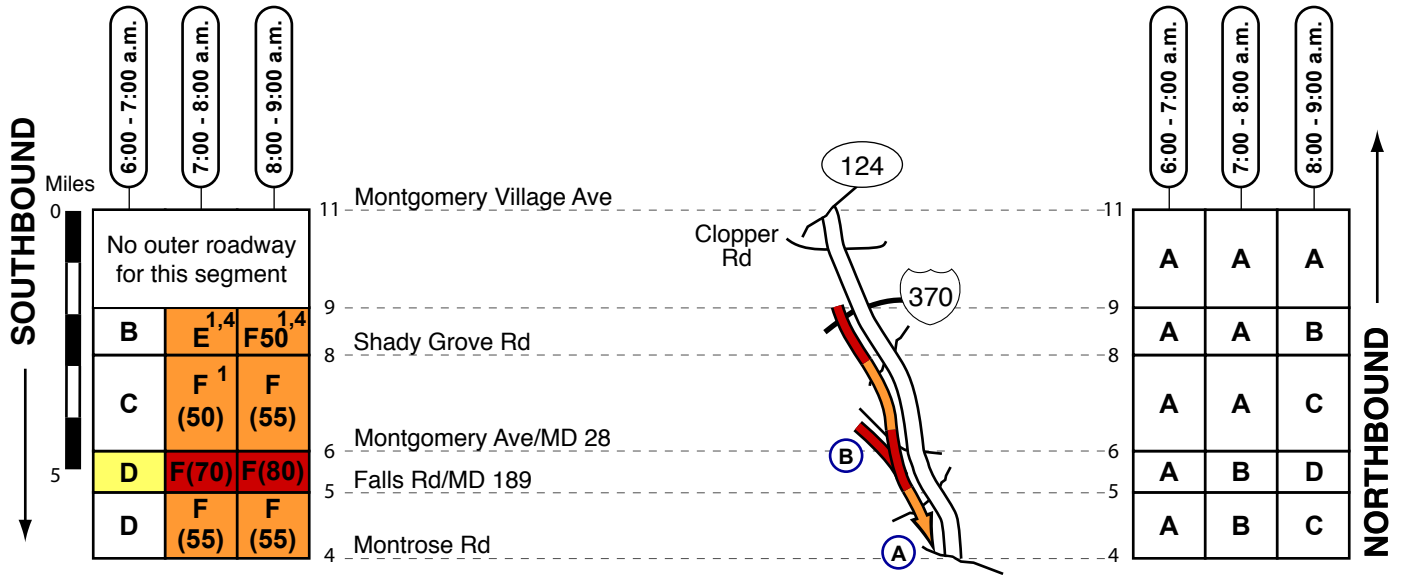 6:00 - 7:00 a.m.
7:00 - 8:00 a.m.
8:00 - 9:00 a.m.
SOUTHBOUND
Miles
0
5
No outer roadway
for this segment
B E1,4 F501,4
C F1 (50) F (55)
D F(70) F(80)
D F (55) F (55)
11 Montgomery Village Ave
9
Shady Grove Rd
8
Montgomery Ave/MD 28
6
Falls Rd/MD 189
5
4 Montrose Rd
124
Clopper
Rd
370
B
A
11
9
8
6
5
4
6:00 - 7:00 a.m.
7:00 - 8:00 a.m.
8:00 - 9:00 a.m.
A A A
A A B
A A C
A B D
A B C
NORTHBOUND